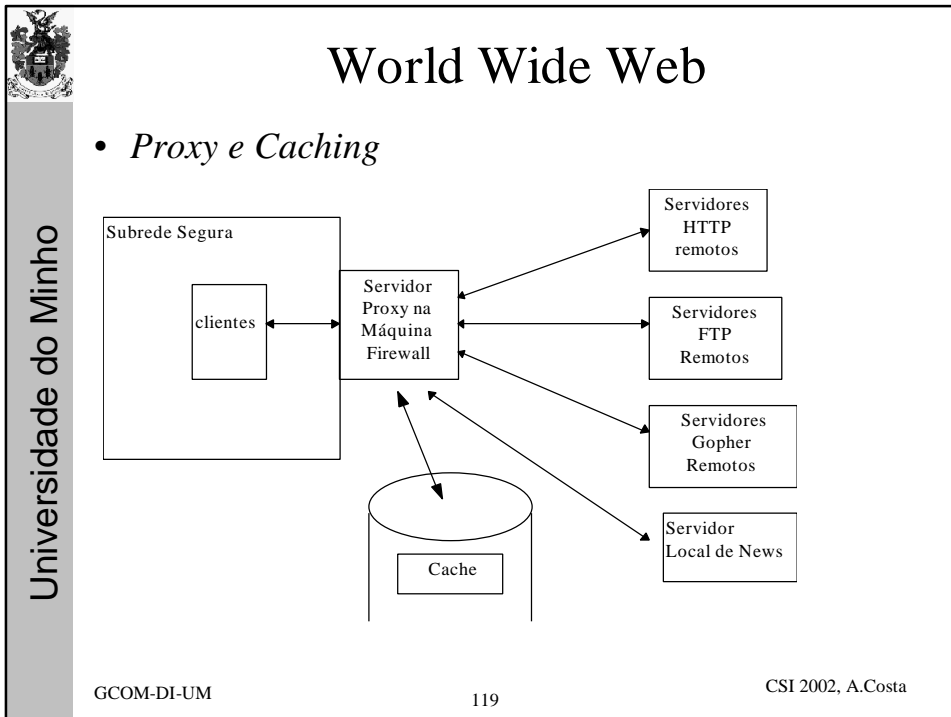 World Wide Web
• Proxy e Caching
Universidade do Minho
Subrede Segura
clientes
Servidor
Proxy na
Máquina
Firewall
Servidores
HTTP
remotos
Servidores
FTP
Remotos
Servidores
Gopher
Remotos
Servidor
Local de News
Cache
GCOM-DI-UM
119
CSI 2002, A.Costa